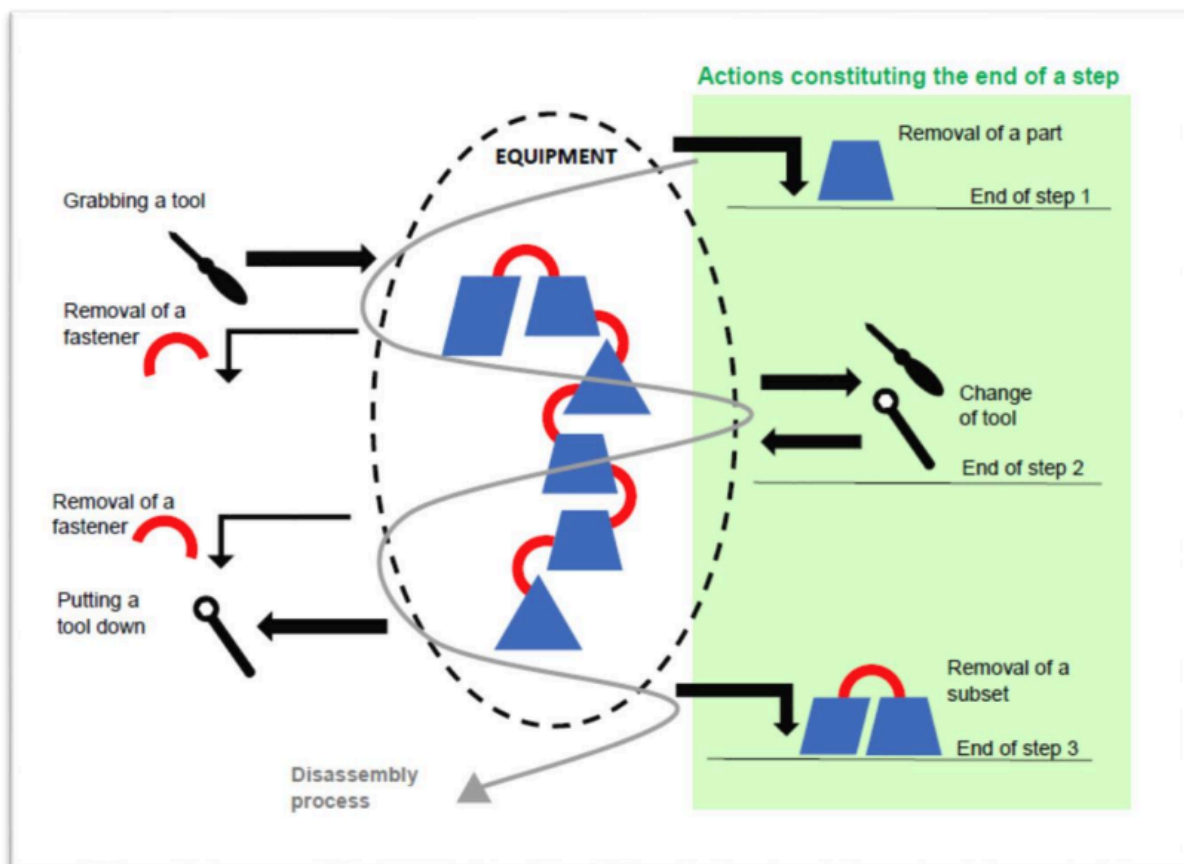 Actions constituting the end of a step
EQUIPMENT
Removal of a part
End of step 1
Grabbing a tool
Removal of a
fastener
Change
of tool
End of step 2
Removal of a
fastener
Putting a
tool down
Removal of a
subset
End of step 3
Disassembly
process